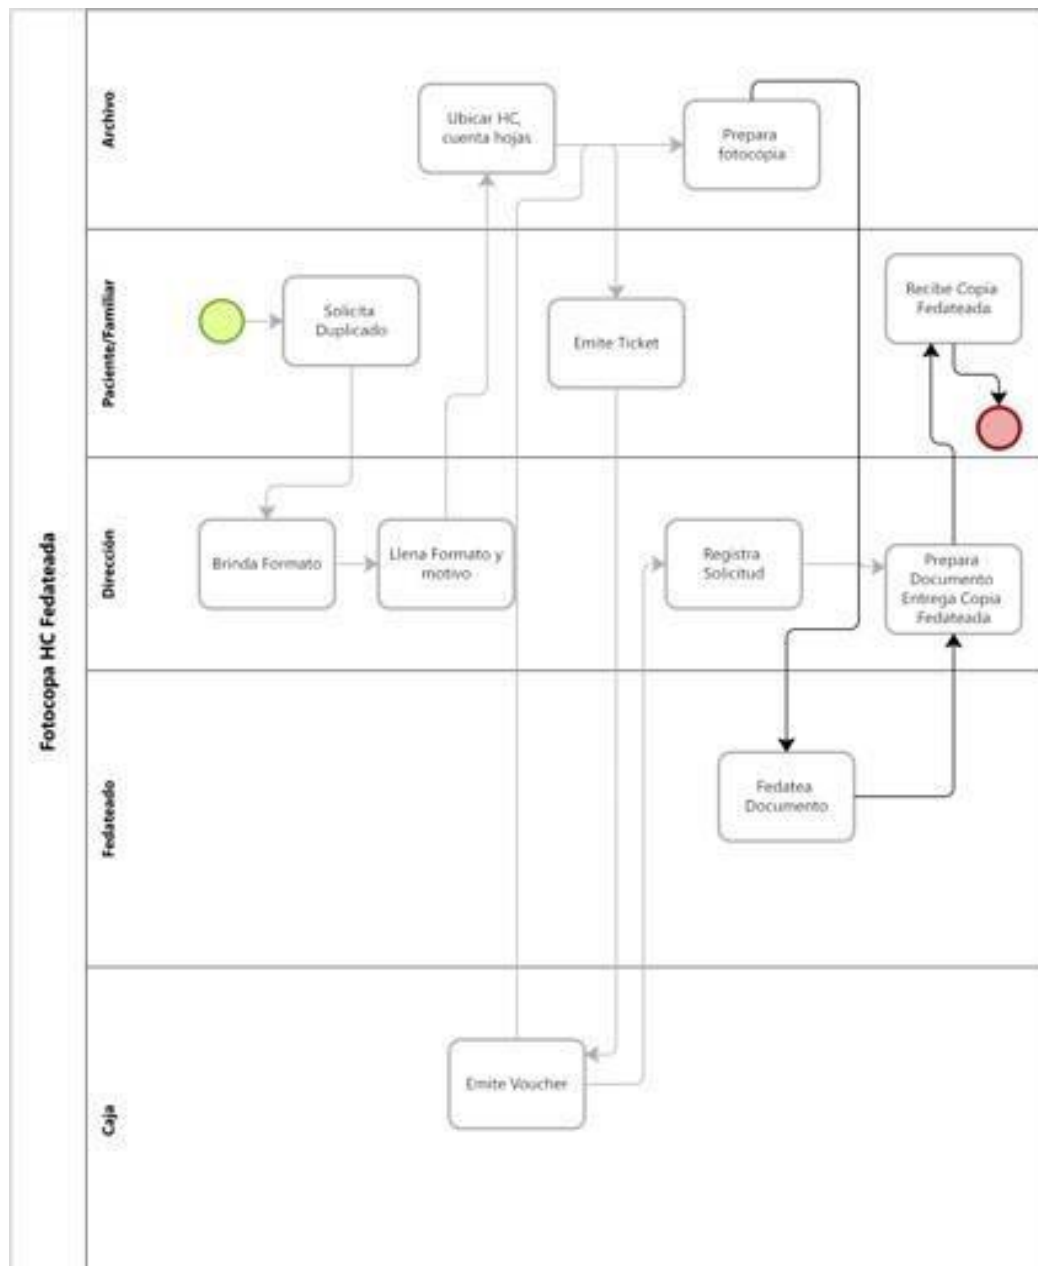 Fotocopa HC Fedateada
Archivo
Ubicar HC,
cuenta hojas
Prepara
fotocopia
Paciente/Familiar
Solicita
Duplicado
Emite Ticket
Recibe Copia
Fedateada
Dirección
Brinda Formato
Llena Formato y
motivo
Registra
Solicitud
Prepara
Documento
Entrega Copia
Fedateada
Fedateado
Fedatea
Documento
Caja
Emite Voucher